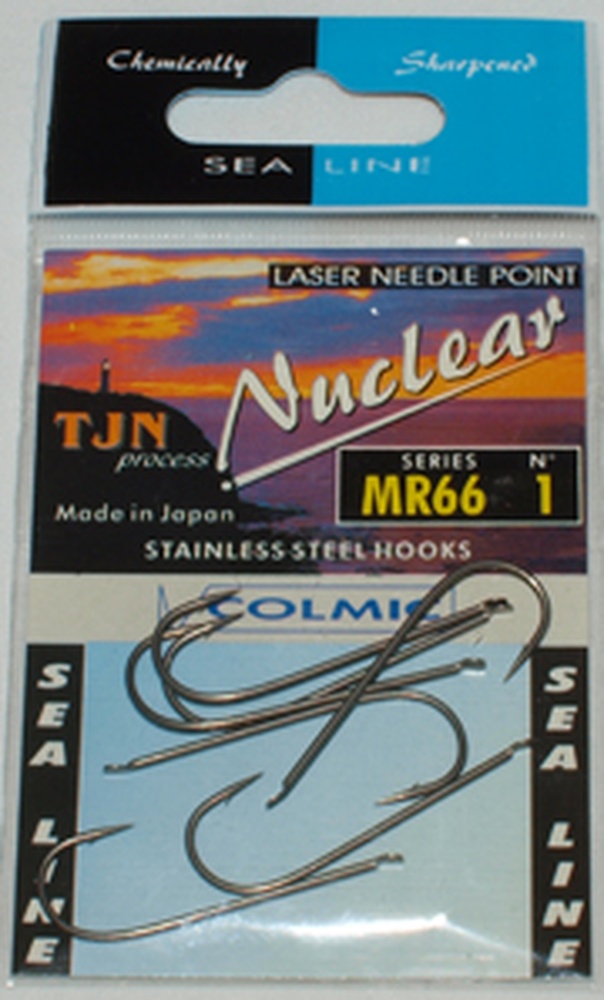 Chemically Sharpened
SEA LINE
LASER NEEDLE POINT
Nuclear
TJN
process
SERIES N°
MR66 1
Made in Japan
STAINLESS STEEL HOOKS
COLMIC
SEA LINE
SEA LINE